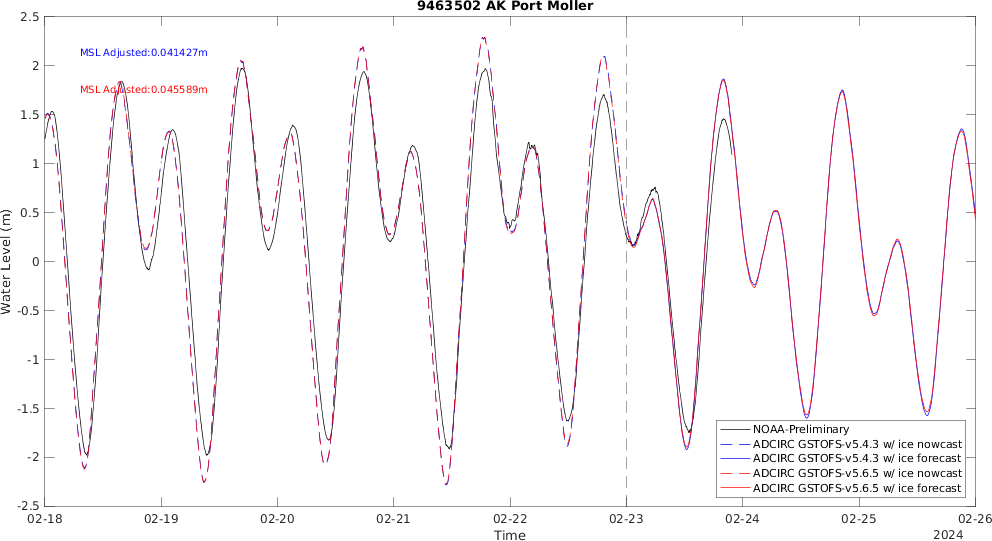 9463502 AK Port Moller
MSL Adjusted:0.041427m
MSL Adjusted:0.045589m
Water Level (m)
2.5
2
1.5
1
0.5
0
-0.5
-1
-1.5
-2
-2.5
NOAA-Preliminary
ADCIRC GSTOFS-v5.4.3 w/ ice nowcast
ADCIRC GSTOFS-v5.4.3 w/ ice forecast
ADCIRC GSTOFS-v5.6.5 w/ ice nowcast
ADCIRC GSTOFS-v5.6.5 w/ ice forecast
02-18 02-19 02-20 02-21 02-22 02-23 02-24 02-25 02-26
Time
2024